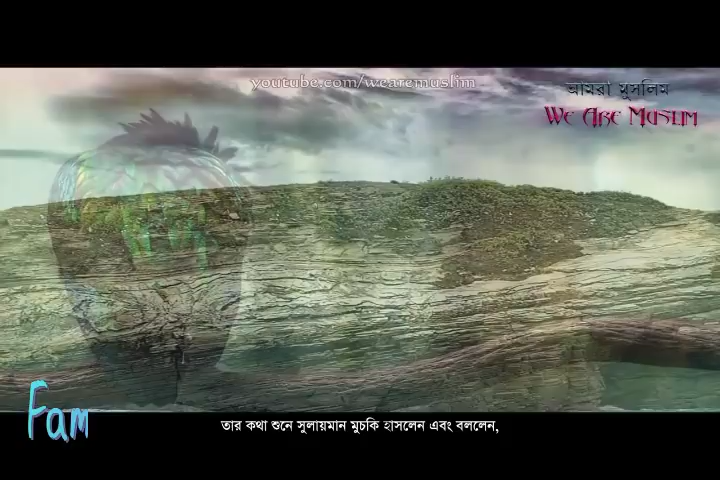 youtube.com/wearemuslim
আমরা মুসলিম
We Are Muslim
Fam
তার কথা শুনে সুলায়মান মুচকি হাসলেন এবং বললেন,